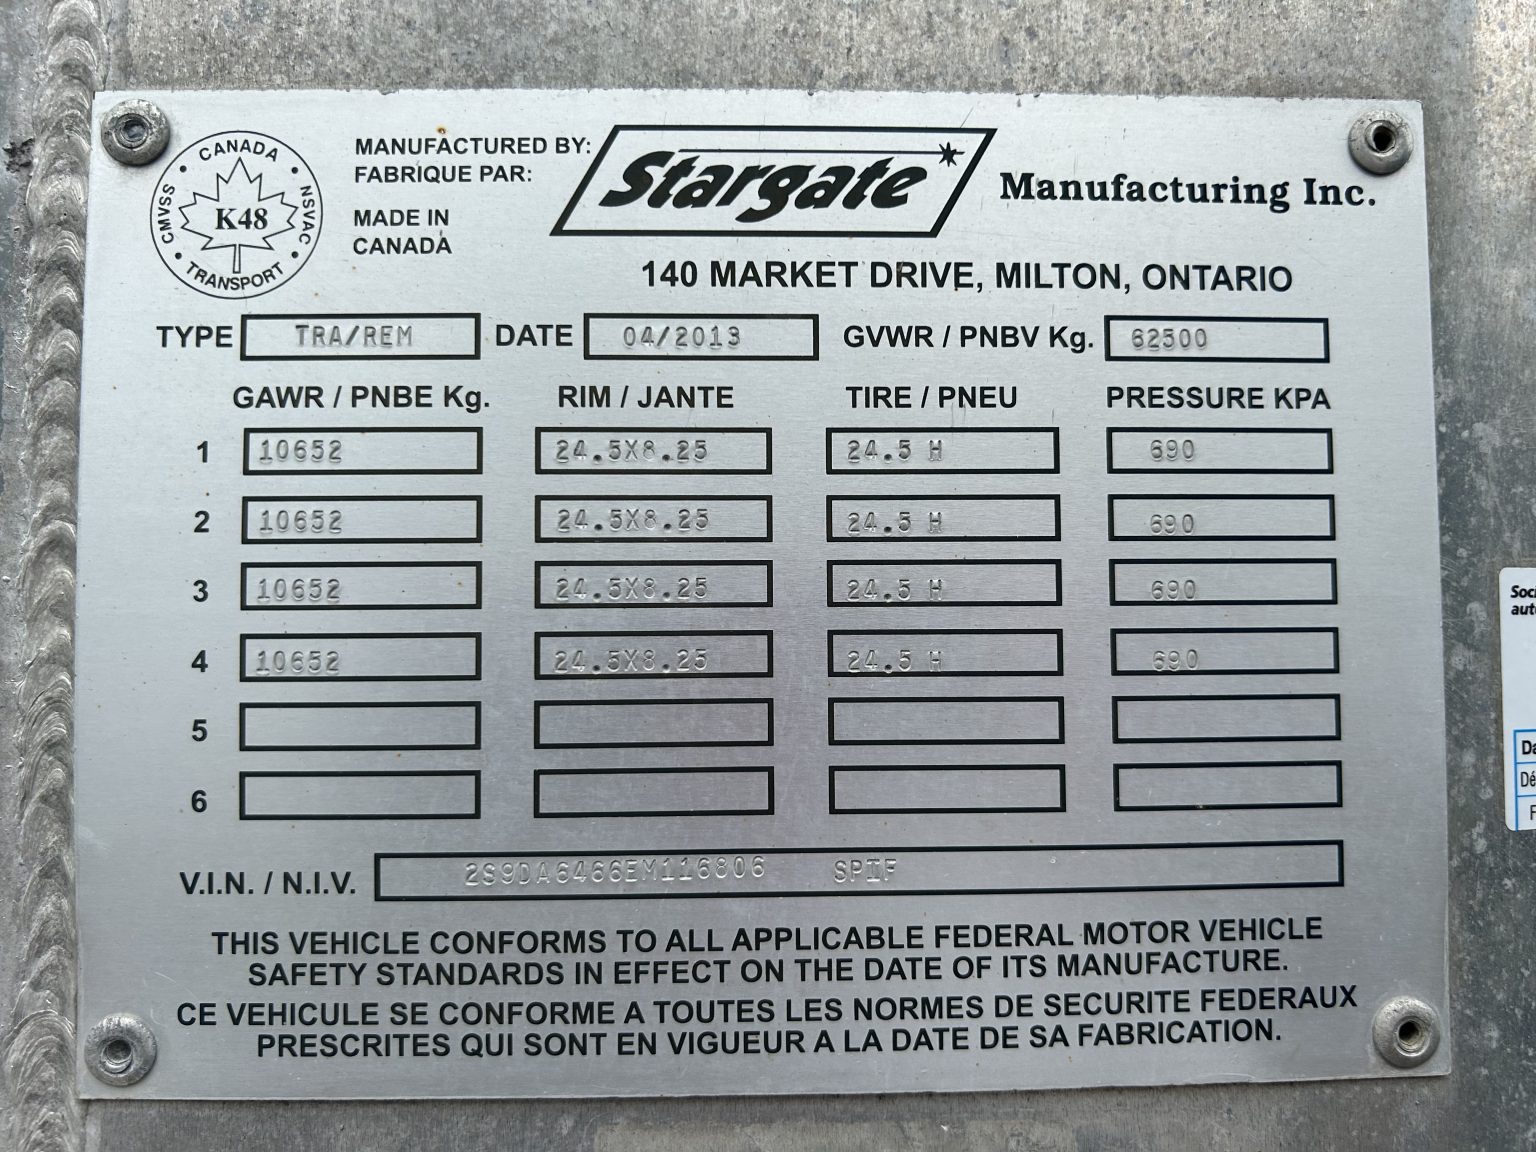 CANADA
CMVSS K48 NSVAC
TRANSPORT
MANUFACTURED BY:
FABRIQUE PAR:
MADE IN
CANADA
Stargate Manufacturing Inc.
140 MARKET DRIVE, MILTON, ONTARIO
TYPE TRA/REM DATE 04/2013 GVWR / PNBV Kg. 62500
GAWR / PNBE Kg. RIM / JANTE TIRE / PNEU PRESSURE KPA
1 10652 24.5X8.25 24.5 H 690
2 10652 24.5X8.25 24.5 H 690
3 10652 24.5X8.25 24.5 H 690
4 10652 24.5X8.25 24.5 H 690
5
6
V.I.N. / N.I.V. 2S9DA6466EM116806 SPIF
THIS VEHICLE CONFORMS TO ALL APPLICABLE FEDERAL MOTOR VEHICLE
SAFETY STANDARDS IN EFFECT ON THE DATE OF ITS MANUFACTURE.
CE VEHICULE SE CONFORME A TOUTES LES NORMES DE SECURITE FEDERAUX
PRESCRITES QUI SONT EN VIGUEUR A LA DATE DE SA FABRICATION.